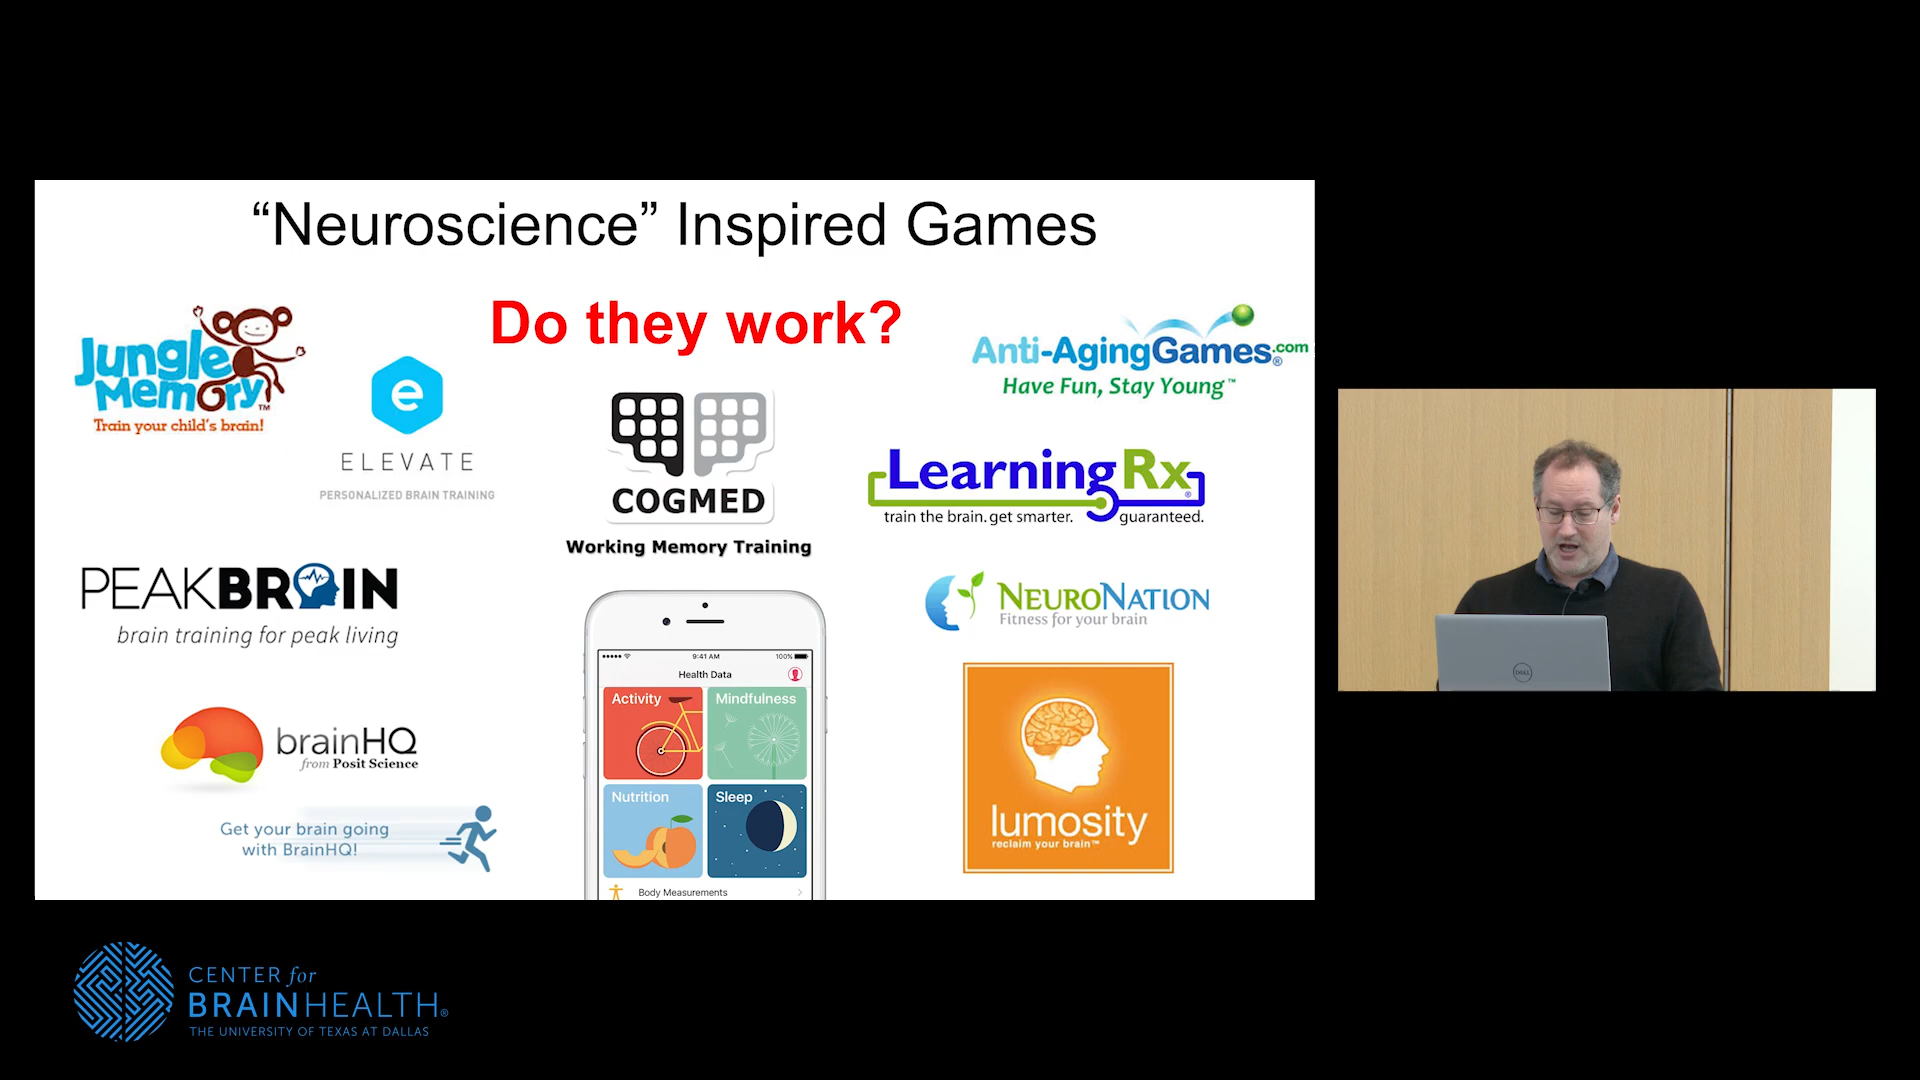 “Neuroscience” Inspired Games
Do they work?
Jungle
Memory™
Train your child's brain!
e
ELEVATE
PERSONALIZED BRAIN TRAINING
COGMED
Working Memory Training
Anti-AgingGames.com®
Have Fun, Stay Young™
LearningRx®
train the brain. get smarter. guaranteed.
PEAKBRAIN
brain training for peak living
NEURONATION
Fitness for your brain
brainHQ
from Posit Science
Get your brain going
with BrainHQ!
9:41 AM 100%
Health Data
Activity Mindfulness
Nutrition Sleep
Body Measurements
lumosity
reclaim your brain™
DELL
CENTER for
BRAINHEALTH®
THE UNIVERSITY OF TEXAS AT DALLAS